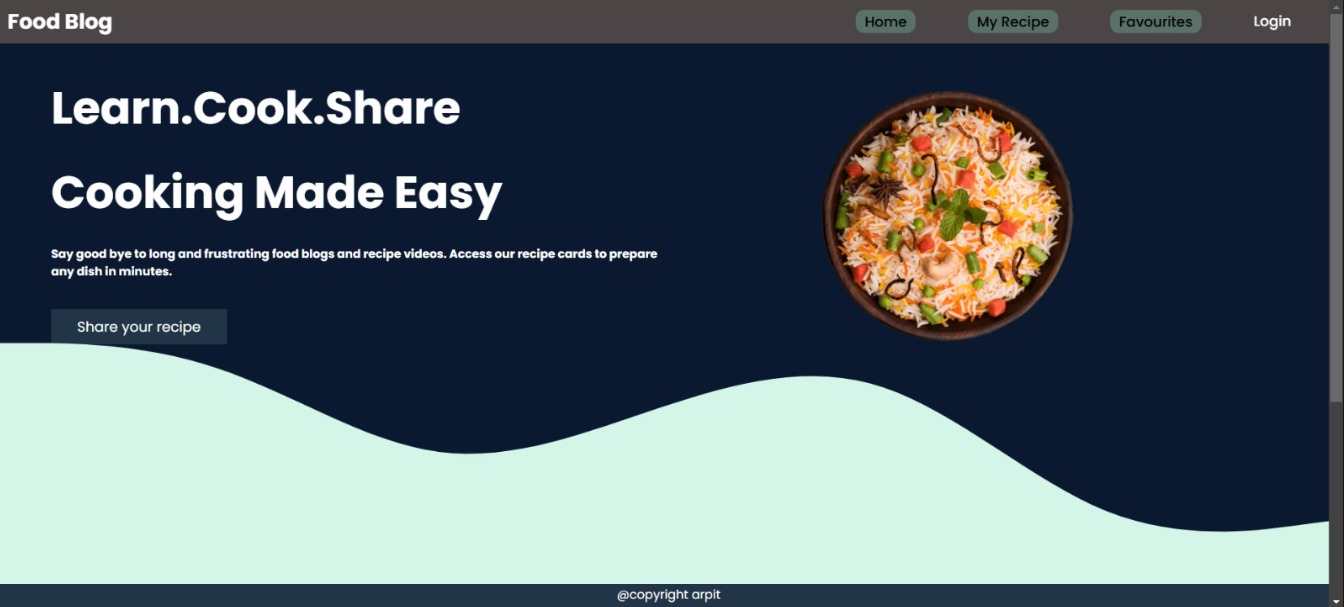 Food Blog
Home
My Recipe
Favourites
Login
Learn.Cook.Share
Cooking Made Easy
Say good bye to long and frustrating food blogs and recipe videos. Access our recipe cards to prepare
any dish in minutes.
Share your recipe
@copyright arpit